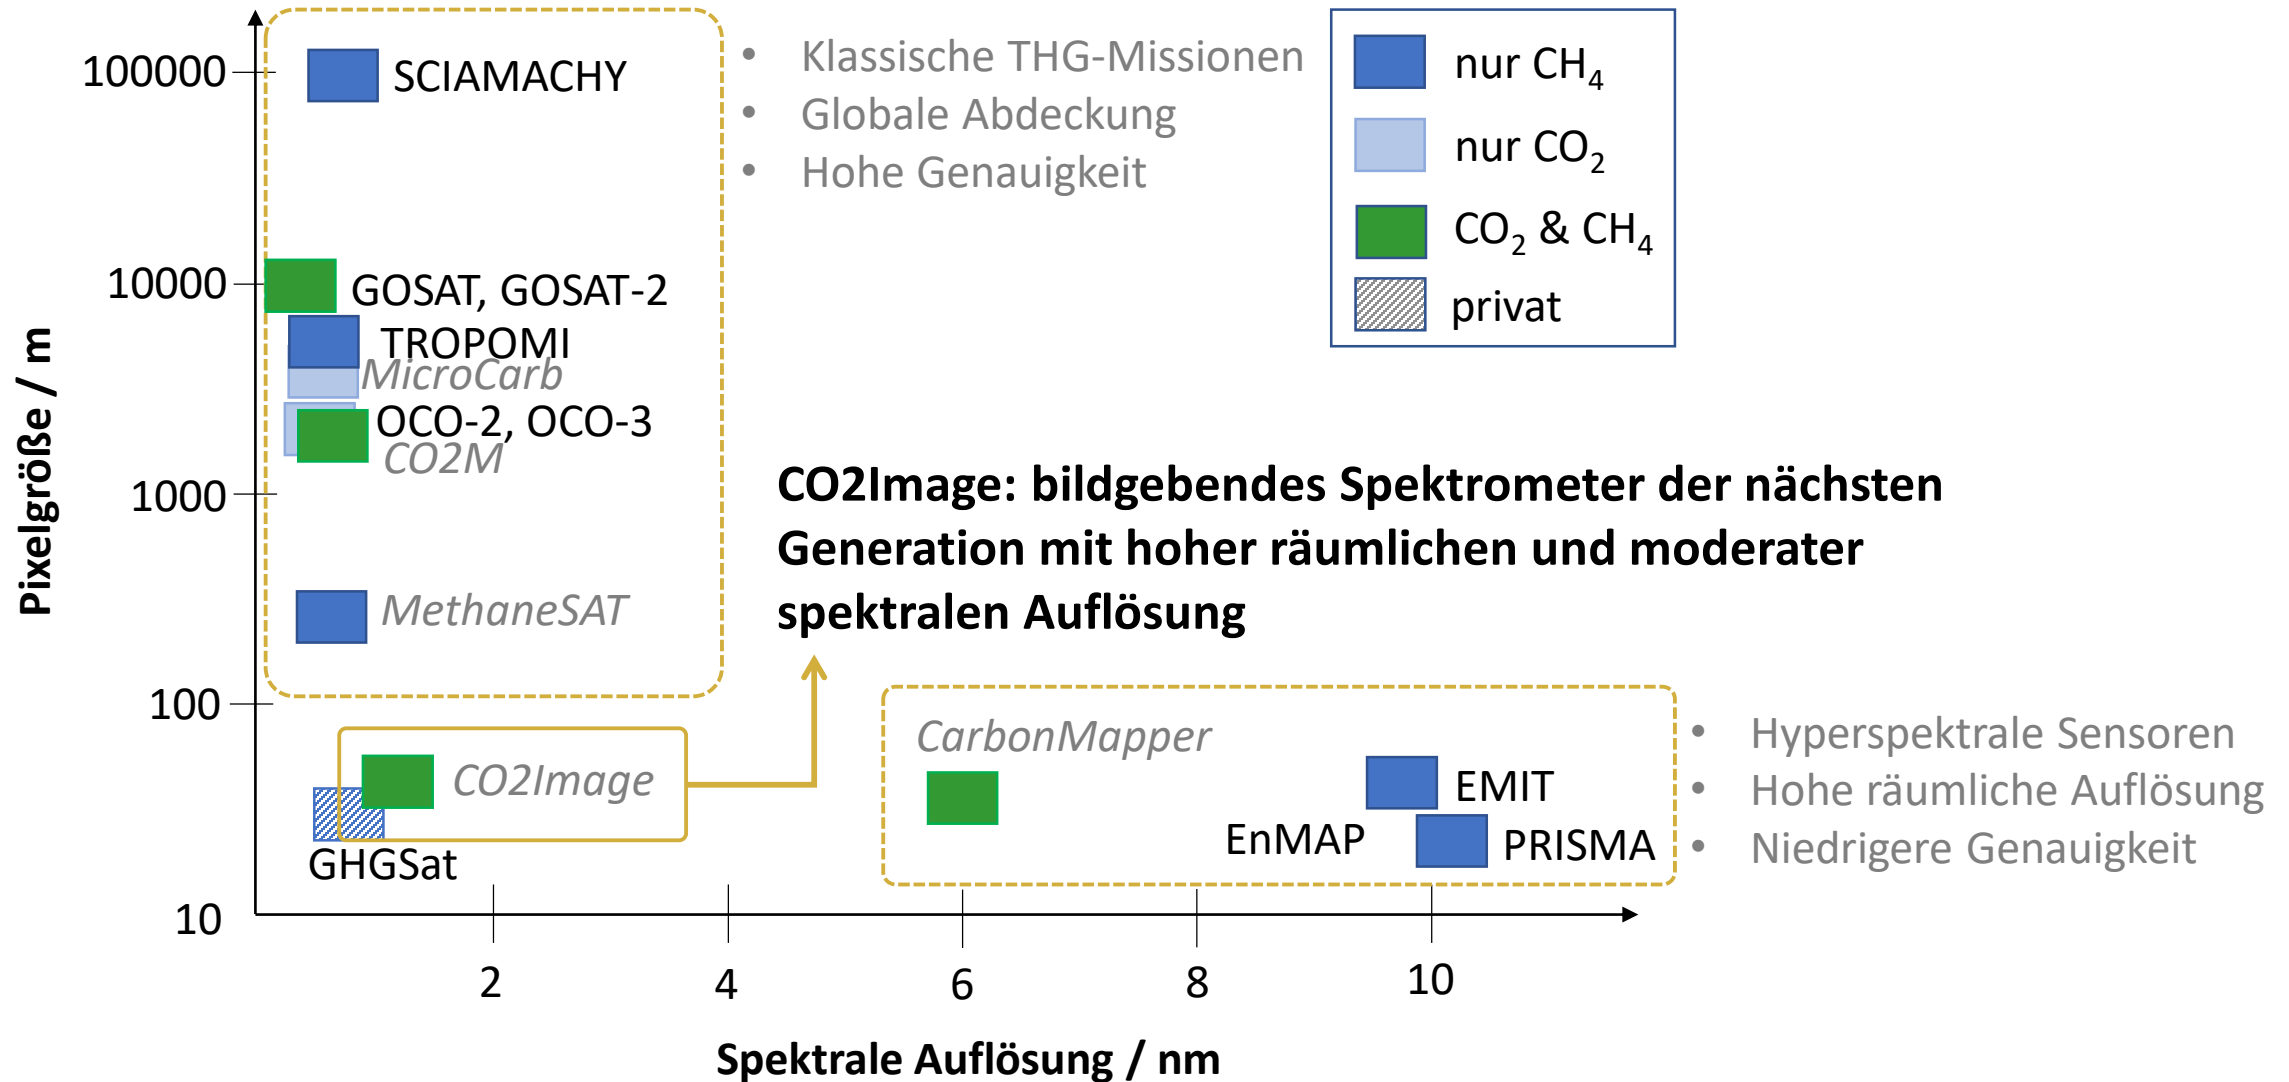 100000
SCIAMACHY
• Klassische THG-Missionen
• Globale Abdeckung
• Hohe Genauigkeit
nur CH₄
nur CO₂
CO₂ & CH₄
privat
10000
GOSAT, GOSAT-2
TROPOMI
MicroCarb
OCO-2, OCO-3
CO2M
1000
Pixelgröße / m
CO2Image: bildgebendes Spektrometer der nächsten
Generation mit hoher räumlichen und moderater
spektralen Auflösung
MethaneSAT
100
CO2Image
GHGSat
CarbonMapper
EMIT
EnMAP
PRISMA
• Hyperspektrale Sensoren
• Hohe räumliche Auflösung
• Niedrigere Genauigkeit
10
2
4
6
8
10
Spektrale Auflösung / nm